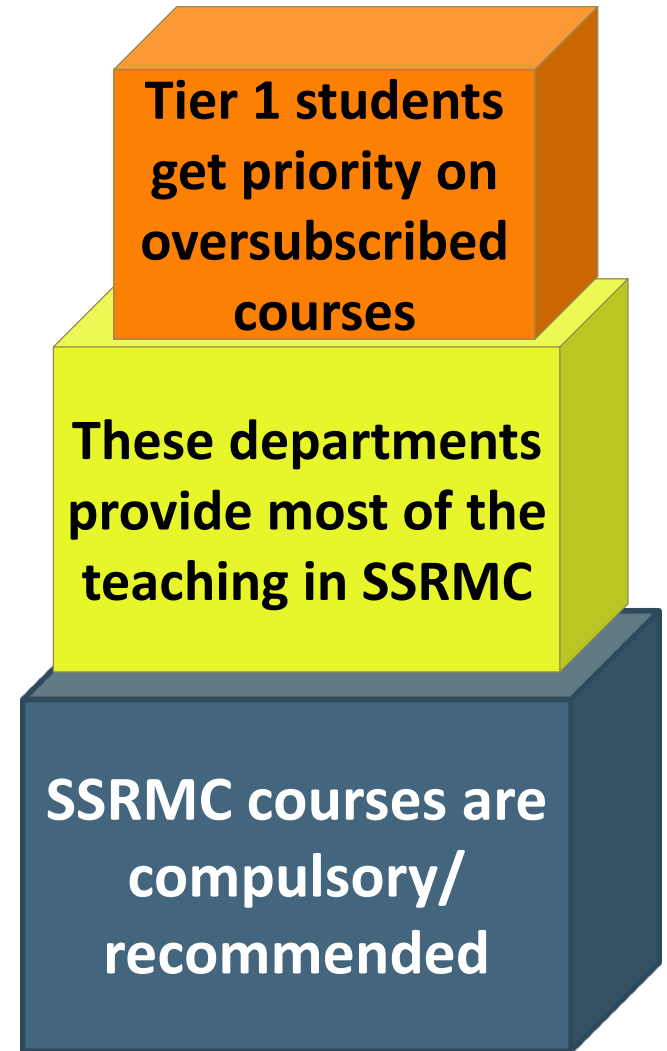 Tier 1 students
get priority on
oversubscribed
courses
These departments
provide most of the
teaching in SSRMC
SSRMC courses are
compulsory/
recommended